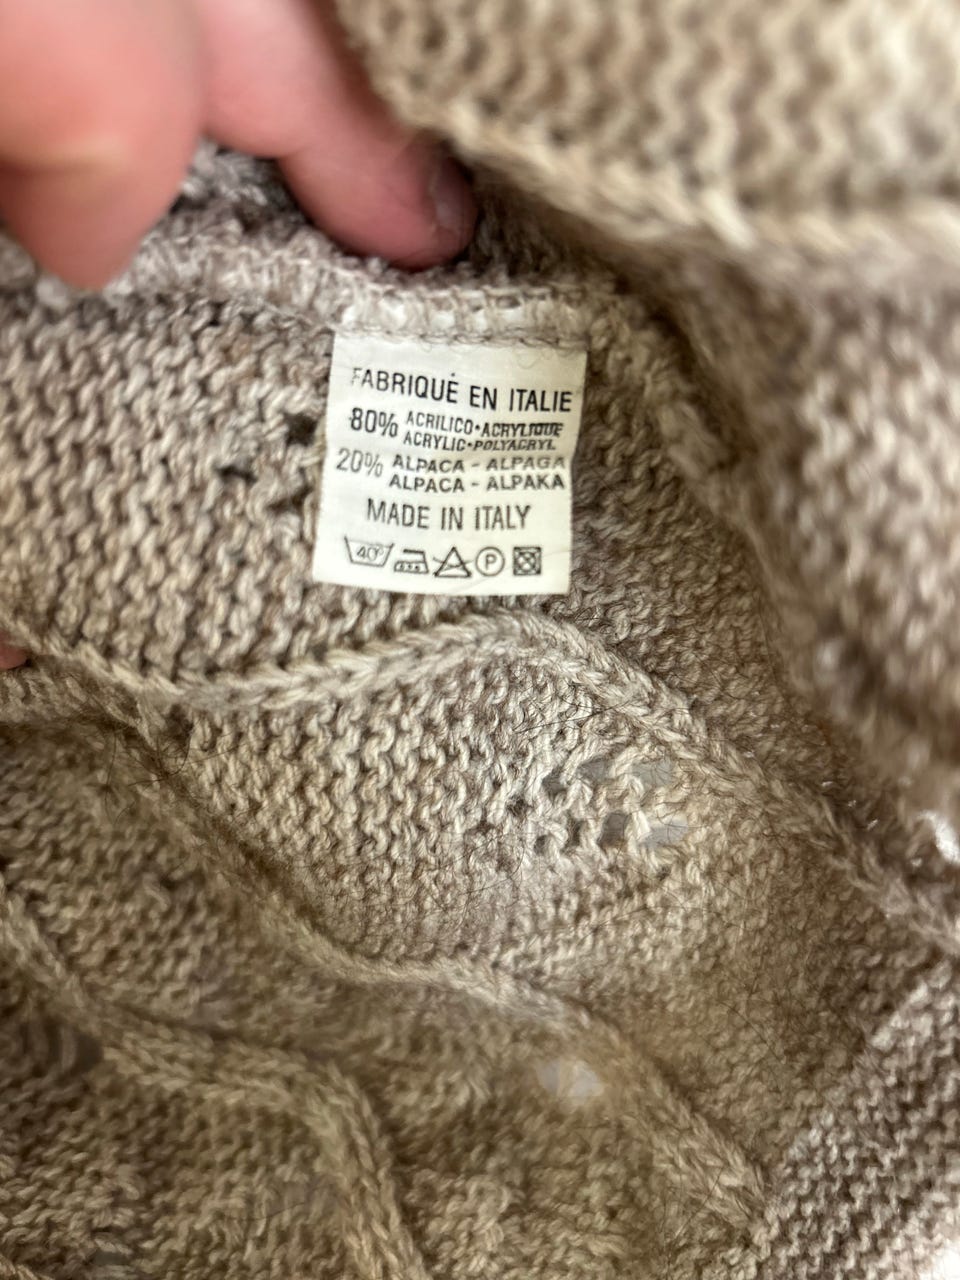 FABRIQUÉ EN ITALIE
80% ACRILICO•ACRYLIQUE
ACRYLIC•POLYACRYL
20% ALPACA - ALPAGA
ALPACA - ALPAKA
MADE IN ITALY
40° P